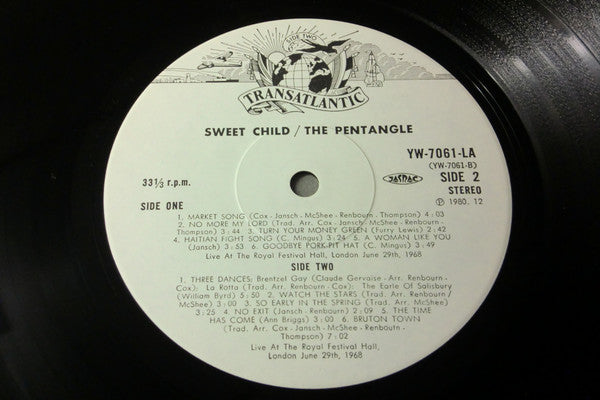 SIDE TWO
TRANSATLANTIC
SWEET CHILD / THE PENTANGLE
YW-7061-LA
(YW-7061-B)
33 1/3 r.p.m.
JASRAC
SIDE 2
STEREO
SIDE ONE
Ⓟ 1980. 12
1. MARKET SONG (Cox - Jansch - McShee - Renbourn - Thompson) 4 : 03
2. NO MORE MY LORD (Trad. Arr. Cox - Jansch - McShee - Renbourn -
Thompson) 3 : 44 3. TURN YOUR MONEY GREEN (Furry Lewis) 2 : 42
4. HAITIAN FIGHT SONG (C. Mingus) 3 : 24 5. A WOMAN LIKE YOU
(Jansch) 3 : 53 6. GOODBYE PORK-PIT HAT (C. Mingus) 3 : 49
Live At The Royal Festival Hall, London June 29th, 1968
SIDE TWO
1. THREE DANCES: Brentzel Gay (Claude Gervaise - Arr. Renbourn -
Cox): La Rotta (Trad. Arr. Renbourn - Cox): The Earle Of Salisbury
(William Byrd) 5 : 50 2. WATCH THE STARS (Trad. Arr. Renbourn /
McShee) 3 : 00 3. SO EARLY IN THE SPRING (Trad. Arr. McShee)
3 : 25 4. NO EXIT (Jansch - Renbourn) 2 : 09 5. THE TIME
HAS COME (Ann Briggs) 3 : 00 6. BRUTON TOWN
(Trad. Arr. Cox - Jansch - McShee - Renbourn -
Thompson) 7 : 02
Live At The Royal Festival Hall,
London June 29th, 1968